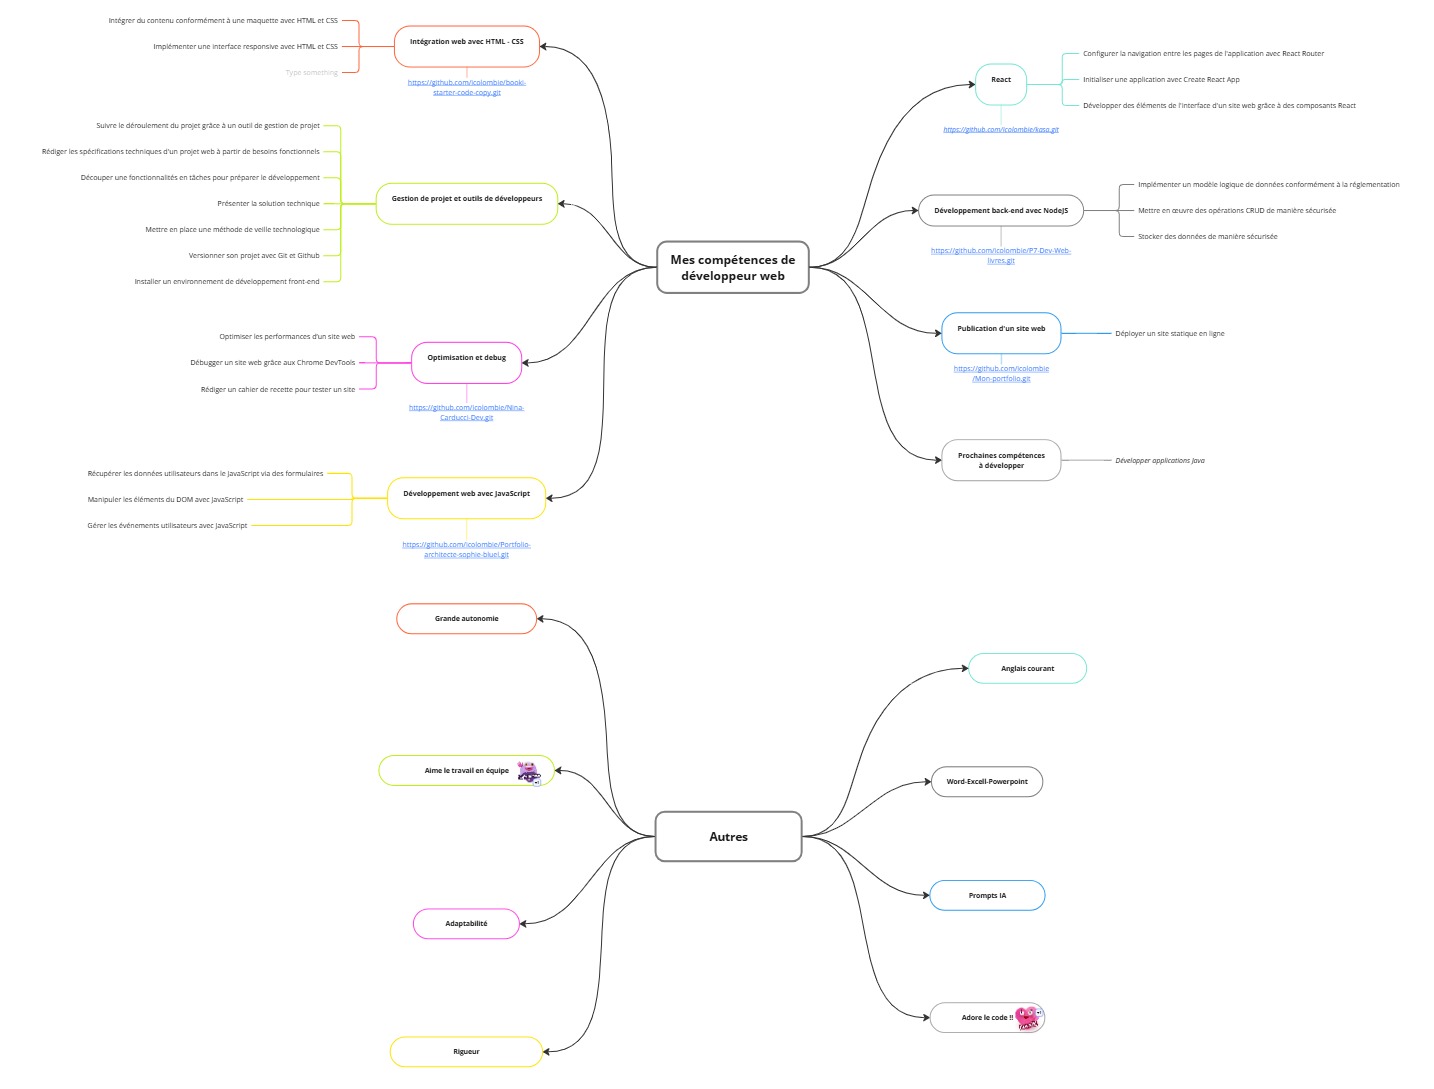 Intégrer du contenu conformément à une maquette avec HTML et CSS
Implémenter une interface responsive avec HTML et CSS
Type something
Intégration web avec HTML - CSS
https://github.com/icolombie/booki-
starter-code-copy.git
Suivre le déroulement du projet grâce à un outil de gestion de projet
Rédiger les spécifications techniques d'un projet web à partir de besoins fonctionnels
Découper une fonctionnalités en tâches pour préparer le développement
Présenter la solution technique
Mettre en place une méthode de veille technologique
Versionner son projet avec Git et Github
Installer un environnement de développement front-end
Gestion de projet et outils de développeurs
Optimiser les performances d'un site web
Débugger un site web grâce aux Chrome DevTools
Rédiger un cahier de recette pour tester un site
Optimisation et debug
https://github.com/icolombie/Nina-
Carducci-Dev.git
Récupérer les données utilisateurs dans le JavaScript via des formulaires
Manipuler les éléments du DOM avec JavaScript
Gérer les événements utilisateurs avec JavaScript
Développement web avec JavaScript
https://github.com/icolombie/Portfolio-
architecte-sophie-bluel.git
Mes compétences de
développeur web
React
https://github.com/icolombie/kasa.git
Configurer la navigation entre les pages de l'application avec React Router
Initialiser une application avec Create React App
Développer des éléments de l'interface d'un site web grâce à des composants React
Développement back-end avec NodeJS
https://github.com/icolombie/P7-Dev-Web-
livres.git
Implémenter un modèle logique de données conformément à la réglementation
Mettre en œuvre des opérations CRUD de manière sécurisée
Stocker des données de manière sécurisée
Publication d'un site web
https://github.com/icolombie
/Mon-portfolio.git
Déployer un site statique en ligne
Prochaines compétences
à développer
Développer applications Java
Grande autonomie
Aime le travail en équipe
Adaptabilité
Rigueur
Autres
Anglais courant
Word-Excell-Powerpoint
Prompts IA
Adore le code !!